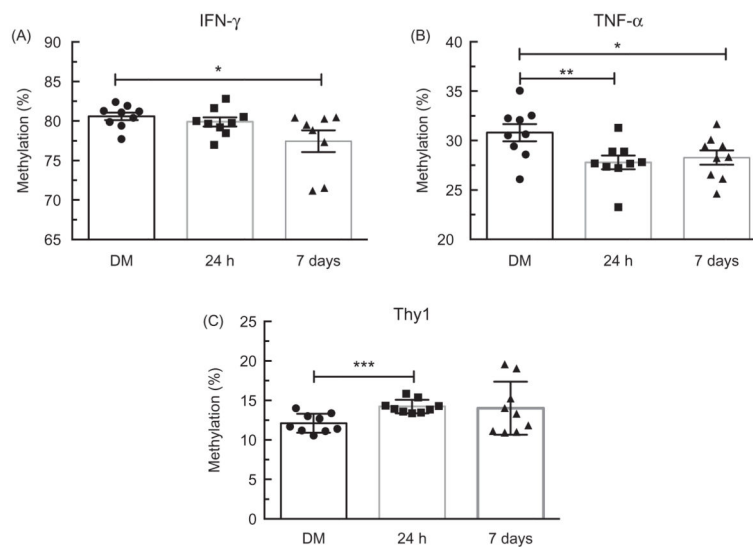 (A)
IFN-γ
Methylation (%)
90
85
80
75
70
65
*
DM
24 h
7 days
(B)
TNF-α
Methylation (%)
35
30
25
20
*
**
DM
24 h
7 days
(C)
Thy1
Methylation (%)
25
20
15
10
5
0
***
DM
24 h
7 days